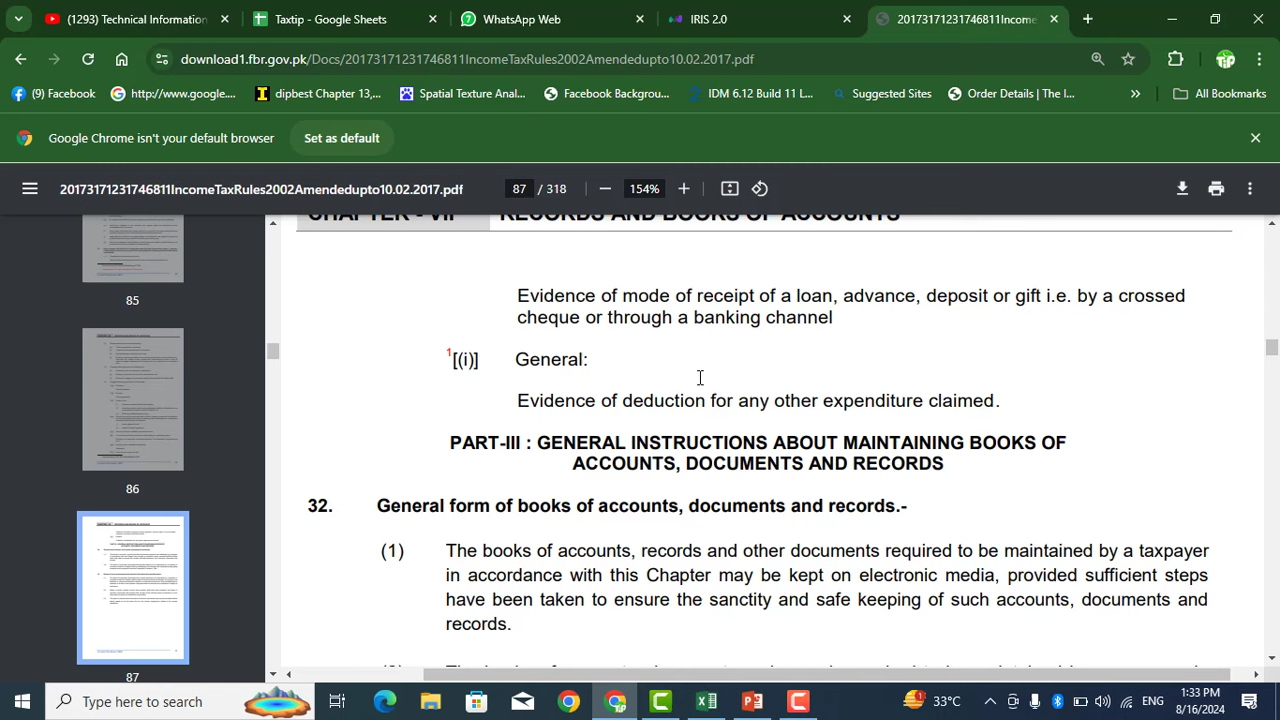 (1293) Technical Information
Taxtip - Google Sheets
WhatsApp Web
IRIS 2.0
20173171231746811Incom
download1.fbr.gov.pk/Docs/20173171231746811IncomeTaxRules2002Amendedupto10.02.2017.pdf
(9) Facebook
http://www.google....
dipbest Chapter 13,...
Spatial Texture Anal...
Facebook Backgrou...
IDM 6.12 Build 11 L...
Suggested Sites
Order Details | The I...
All Bookmarks
Google Chrome isn't your default browser
Set as default
20173171231746811IncomeTaxRules2002Amendedupto10.02.2017.pdf
87 / 318
154%
CHAPTER - VII RECORDS AND BOOKS OF ACCOUNTS
85
86
87
Evidence of mode of receipt of a loan, advance, deposit or gift i.e. by a crossed
cheque or through a banking channel
1[(i)] General:
Evidence of deduction for any other expenditure claimed.
PART-III : GENERAL INSTRUCTIONS ABOUT MAINTAINING BOOKS OF
ACCOUNTS, DOCUMENTS AND RECORDS
32. General form of books of accounts, documents and records.-
(1) The books of accounts, records and other documents required to be maintained by a taxpayer
in accordance with this Chapter may be kept on electronic media, provided sufficient steps
have been taken to ensure the sanctity and safe keeping of such accounts, documents and
records.
Type here to search
33°C
ENG
1:33 PM
8/16/2024
1